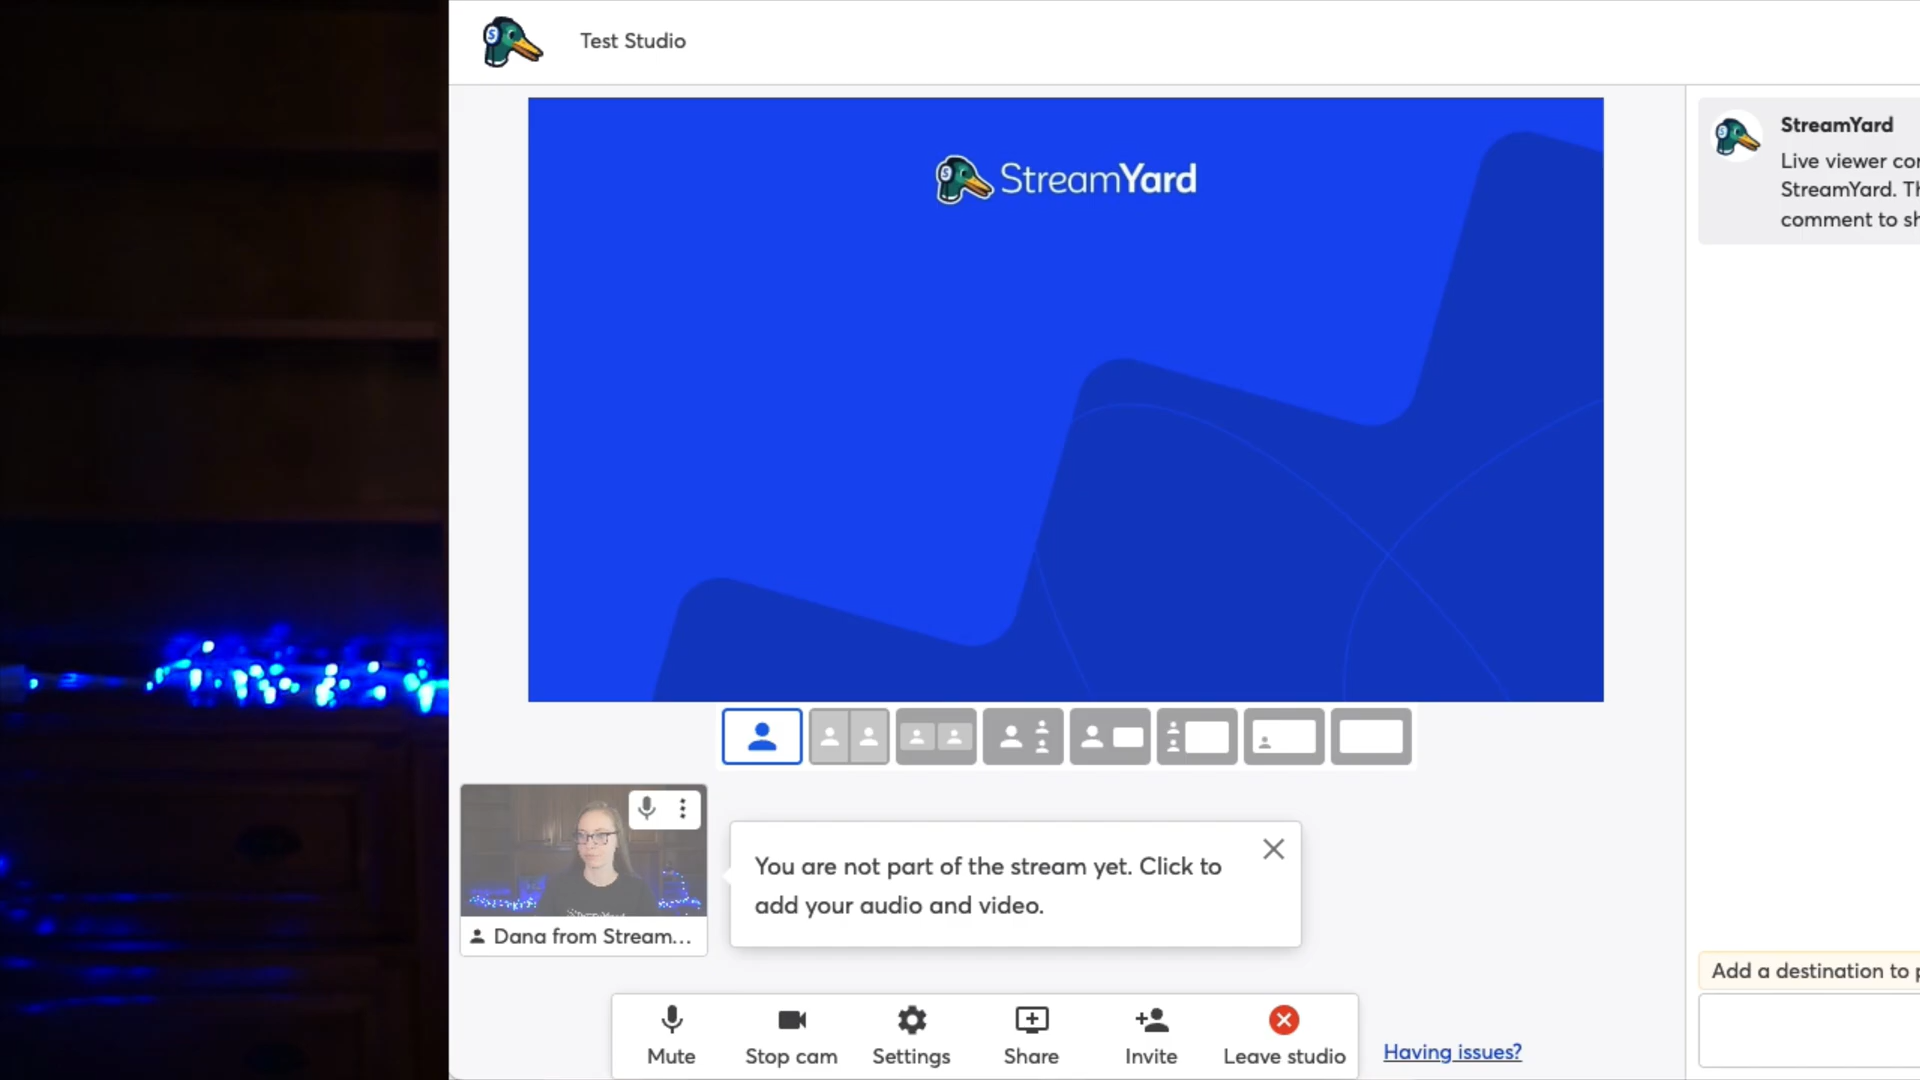 Test Studio
StreamYard
StreamYard
Live viewer co
StreamYard. Th
comment to sh
You are not part of the stream yet. Click to
add your audio and video.
Dana from Stream...
Add a destination to p
Mute
Stop cam
Settings
Share
Invite
Leave studio
Having issues?